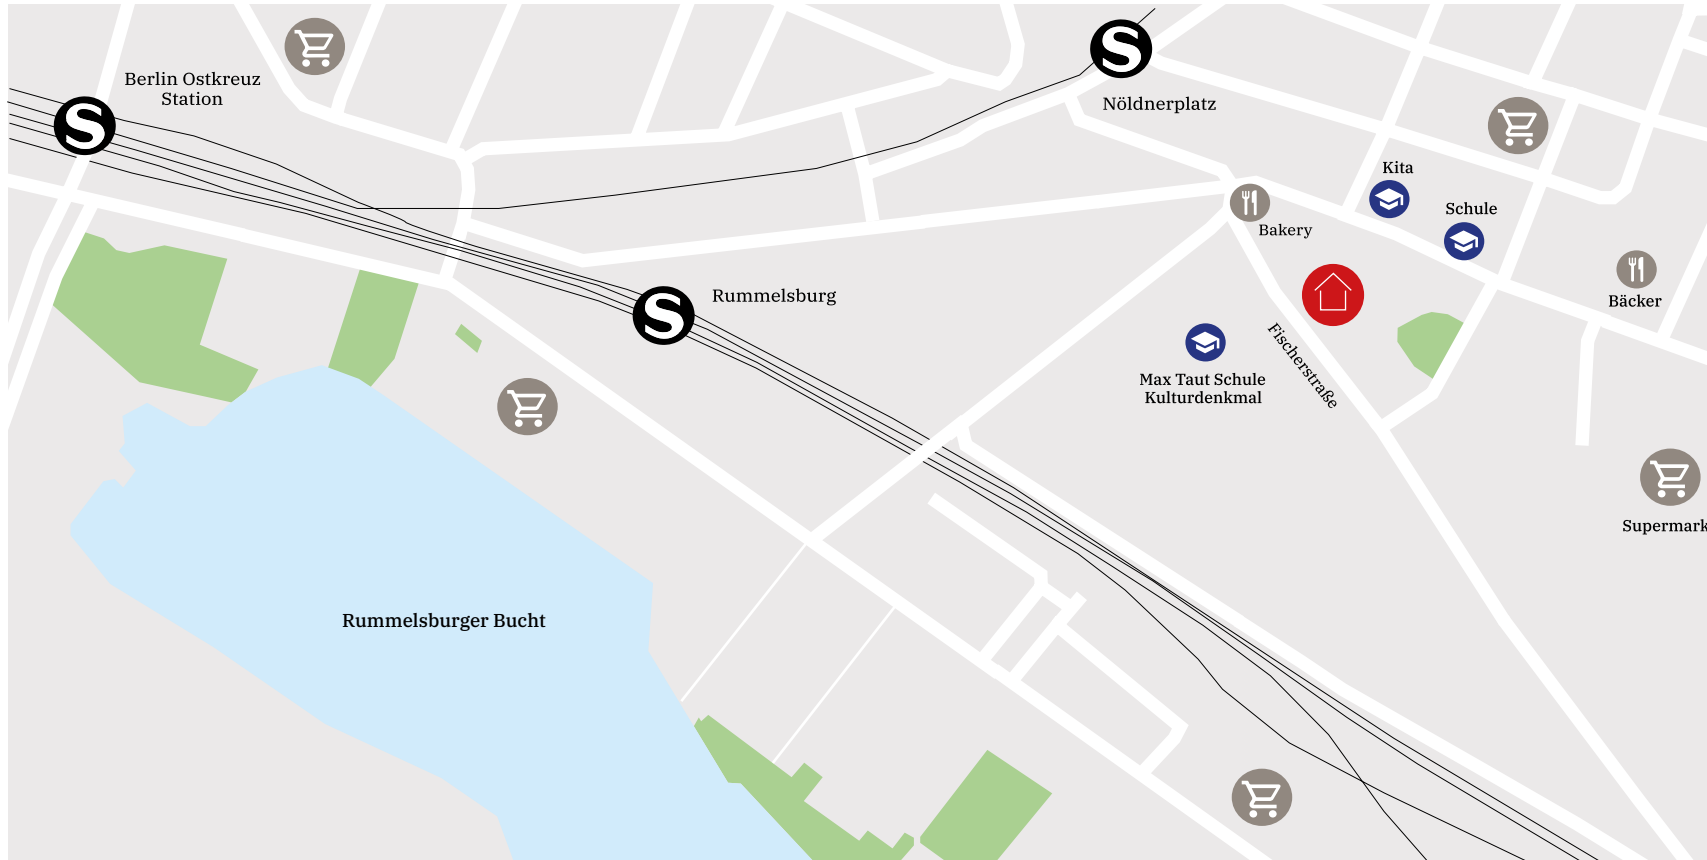 S
Berlin Ostkreuz
Station
S
Nöldnerplatz
Kita
Schule
S
Rummelsburg
Bakery
Bäcker
Fischerstraße
Max Taut Schule
Kulturdenkmal
Supermark
Rummelsburger Bucht